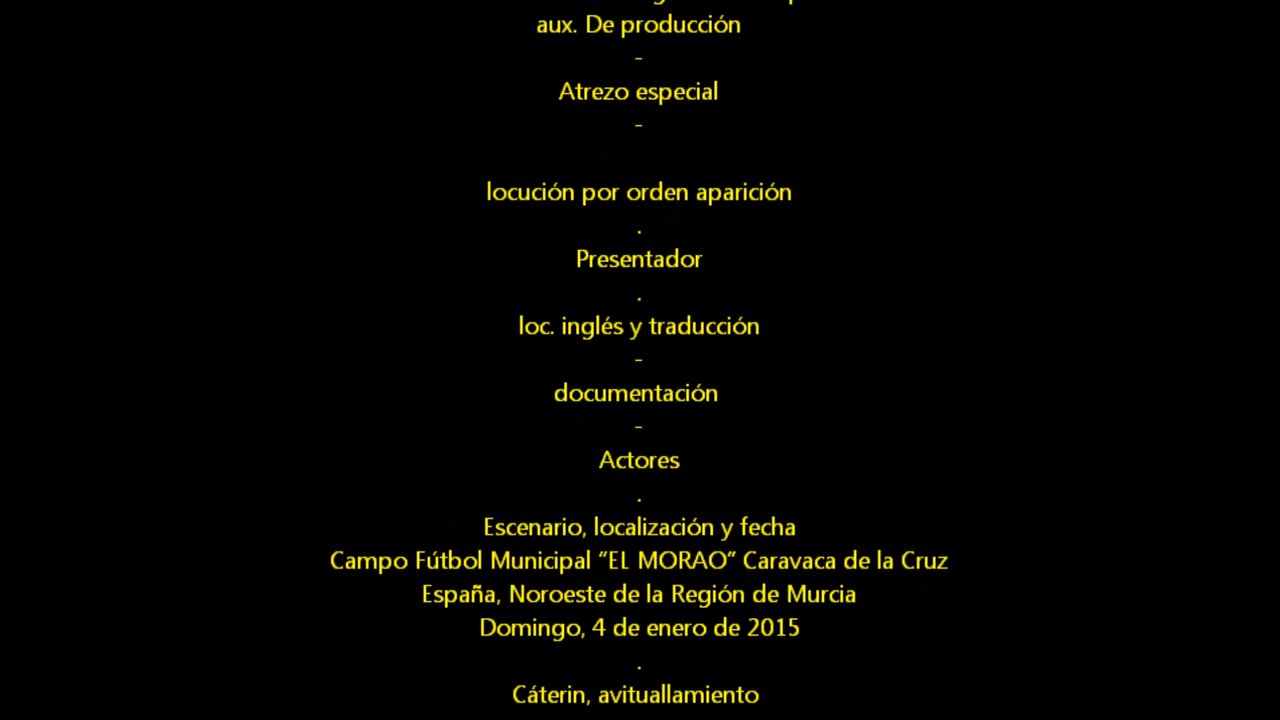 aux. De producción
-
Atrezo especial
-
locución por orden aparición
.
Presentador
.
loc. inglés y traducción
-
documentación
-
Actores
.
Escenario, localización y fecha
Campo Fútbol Municipal “EL MORAO” Caravaca de la Cruz
España, Noroeste de la Región de Murcia
Domingo, 4 de enero de 2015
.
Cáterin, avituallamiento